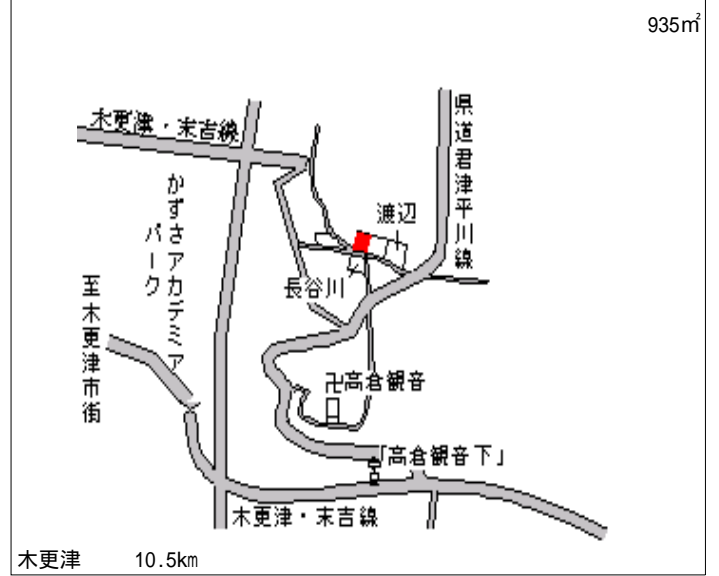 935㎡
木更津・末吉線
県道君津平川線
かずさアカデミア
パーク
渡辺
長谷川
至木更津市街
卍高倉観音
「高倉観音下」
木更津・末吉線
木更津 10.5km